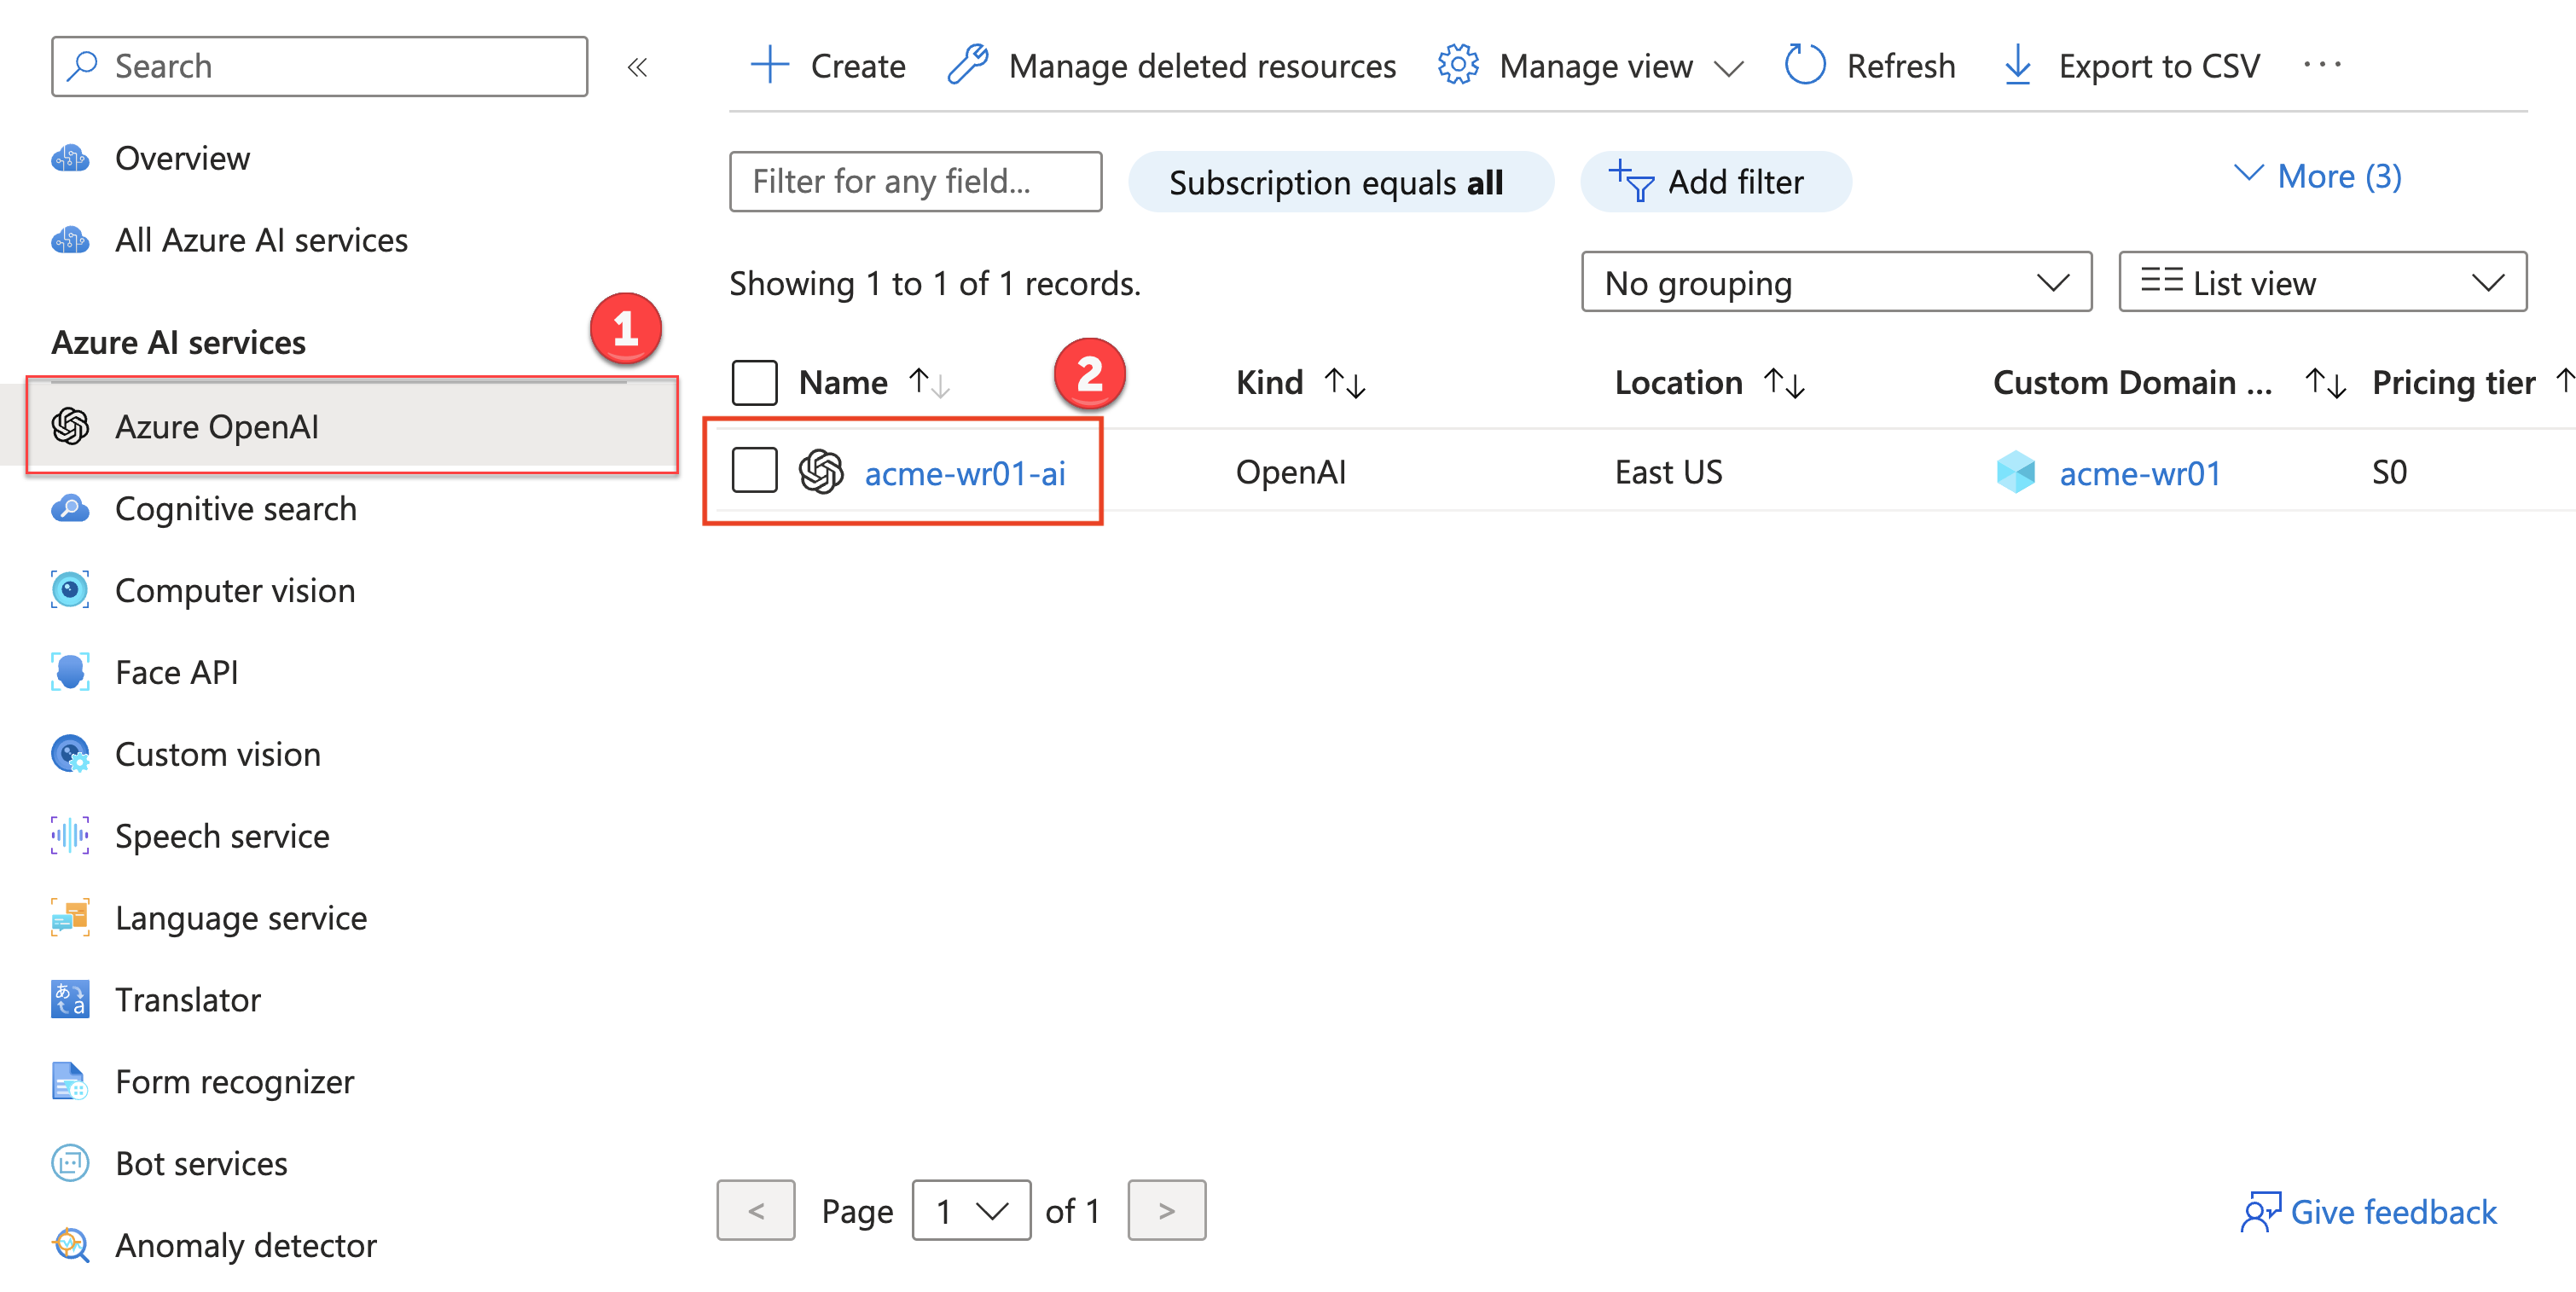 Search
«
Create
Manage deleted resources
Manage view
Refresh
Export to CSV
...
Overview
All Azure AI services
Azure AI services
1
Azure OpenAI
Cognitive search
Computer vision
Face API
Custom vision
Speech service
Language service
Translator
Form recognizer
Bot services
Anomaly detector
Filter for any field...
Subscription equals all
Add filter
More (3)
Showing 1 to 1 of 1 records.
No grouping
List view
2
Name Kind Location Custom Domain ... Pricing tier
acme-wr01-ai OpenAI East US acme-wr01 S0
< Page 1 of 1 >
Give feedback